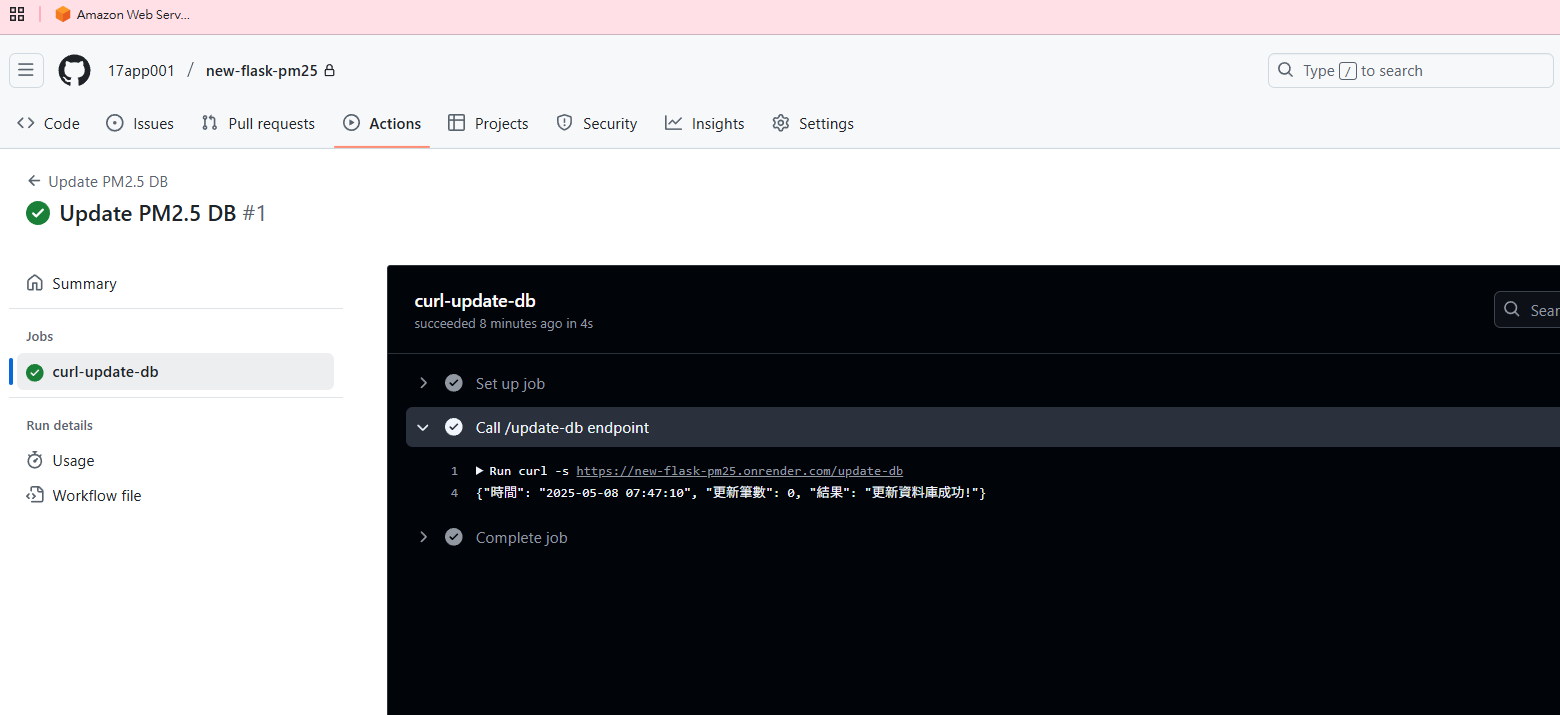 Amazon Web Serv...
17app001 / new-flask-pm25
Type / to search
Code Issues Pull requests Actions Projects Security Insights Settings
Update PM2.5 DB
Update PM2.5 DB #1
Summary
Jobs
curl-update-db
Run details
Usage
Workflow file
curl-update-db
succeeded 8 minutes ago in 4s
Sear
Set up job
Call /update-db endpoint
1 Run curl -s https://new-flask-pm25.onrender.com/update-db
4 {"時間": "2025-05-08 07:47:10", "更新筆數": 0, "結果": "更新資料庫成功!"}
Complete job